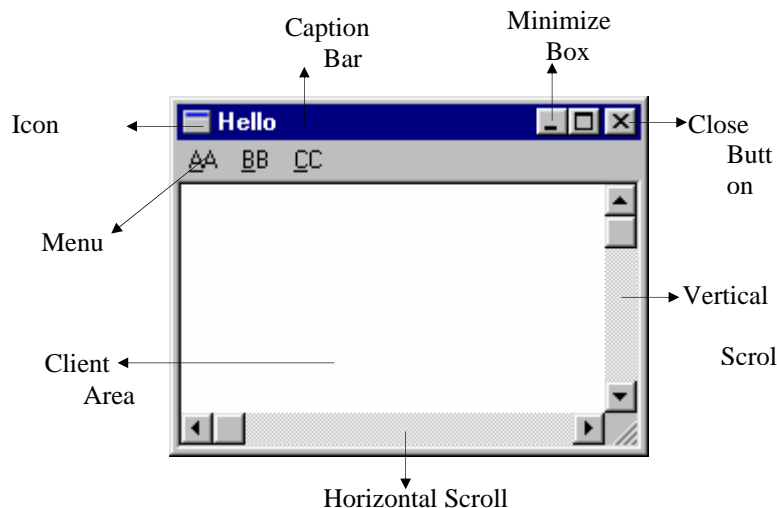 Caption
Bar
Minimize
Box
Icon
Hello
Close
Butt
on
AA BB CC
Menu
Vertical
Scrol
Client
Area
Horizontal Scroll